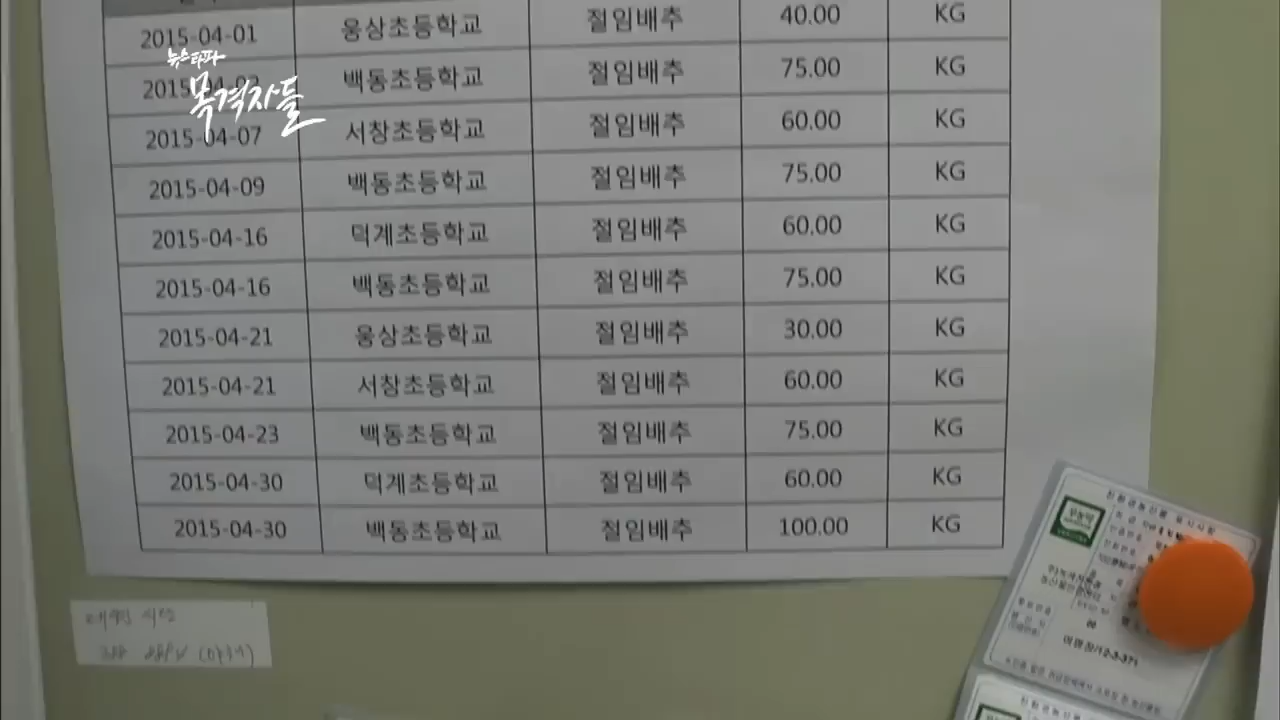 2015-04-01 웅상초등학교 절임배추 40.00 KG
뉴스타파
목격자들
백동초등학교 절임배추 75.00 KG
2015-04-07 서창초등학교 절임배추 60.00 KG
2015-04-09 백동초등학교 절임배추 75.00 KG
2015-04-16 덕계초등학교 절임배추 60.00 KG
2015-04-16 백동초등학교 절임배추 75.00 KG
2015-04-21 웅상초등학교 절임배추 30.00 KG
2015-04-21 서창초등학교 절임배추 60.00 KG
2015-04-23 백동초등학교 절임배추 75.00 KG
2015-04-30 덕계초등학교 절임배추 60.00 KG
2015-04-30 백동초등학교 절임배추 100.00 KG
무농약